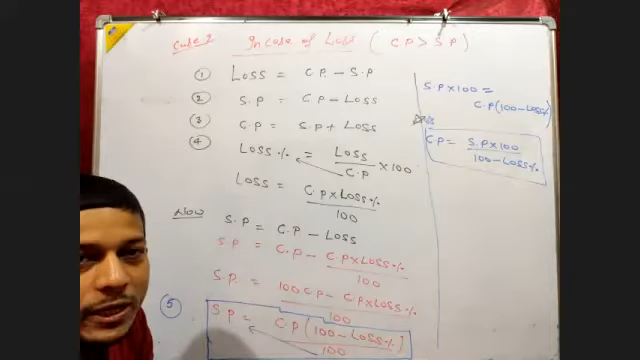 Case 2 In case of Loss ( C.P > S.P )
① Loss = C.P - S.P
② S.P = C.P - Loss
③ C.P = S.P + Loss
④ Loss % = Loss / C.P × 100
Loss = C.P × Loss % / 100
Now S.P = C.P - Loss
S.P = C.P - C.P × Loss % / 100
S.P. = 100 C.P - C.P × Loss % / 100
⑤ S.P = C.P ( 100 - Loss % ) / 100
S.P × 100 =
C.P ( 100 - Loss % )
C.P = S.P × 100 / 100 - Loss %